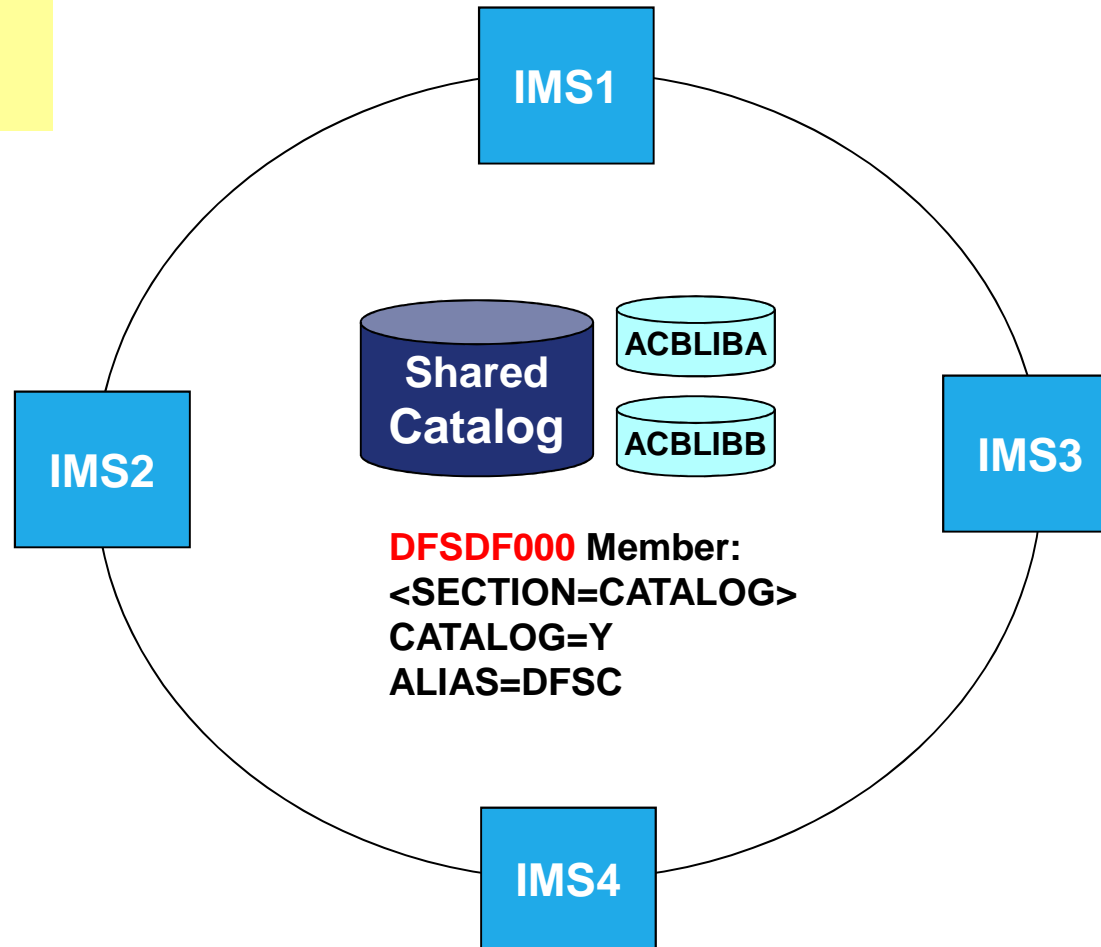 IMS1
Shared
Catalog
ACBLIBA
ACBLIBB
IMS2
IMS3
DFSDF000 Member:
<SECTION=CATALOG>
CATALOG=Y
ALIAS=DFSC
IMS4